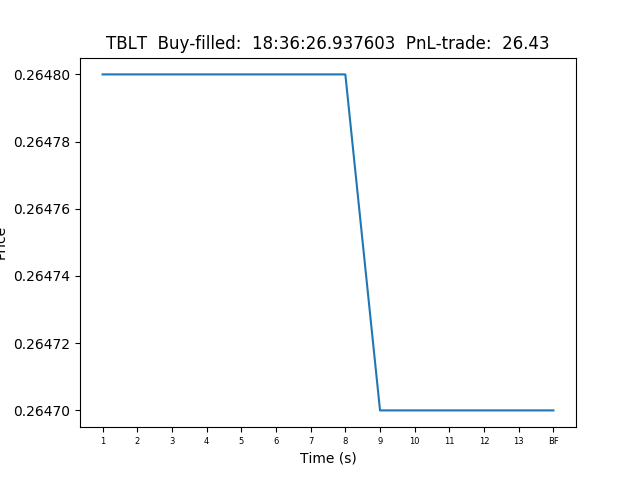 TBLT  Buy-filled:  18:36:26.937603  PnL-trade:  26.43
0.26480
0.26478
0.26476
0.26474
0.26472
0.26470
Price
1 2 3 4 5 6 7 8 9 10 11 12 13 BF
Time (s)